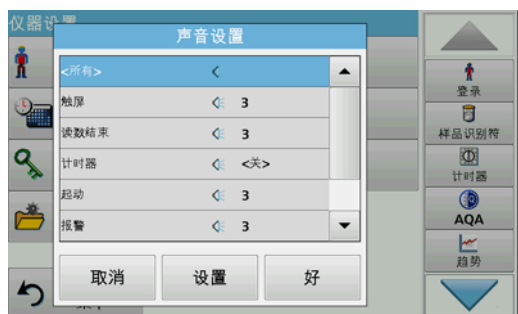 仪器设
声音设置
<所有>
触屏 3
读数结束 3
计时器 <关>
起动 3
报警 3
取消 设置 好
登录
样品识别符
计时器
AQA
趋势